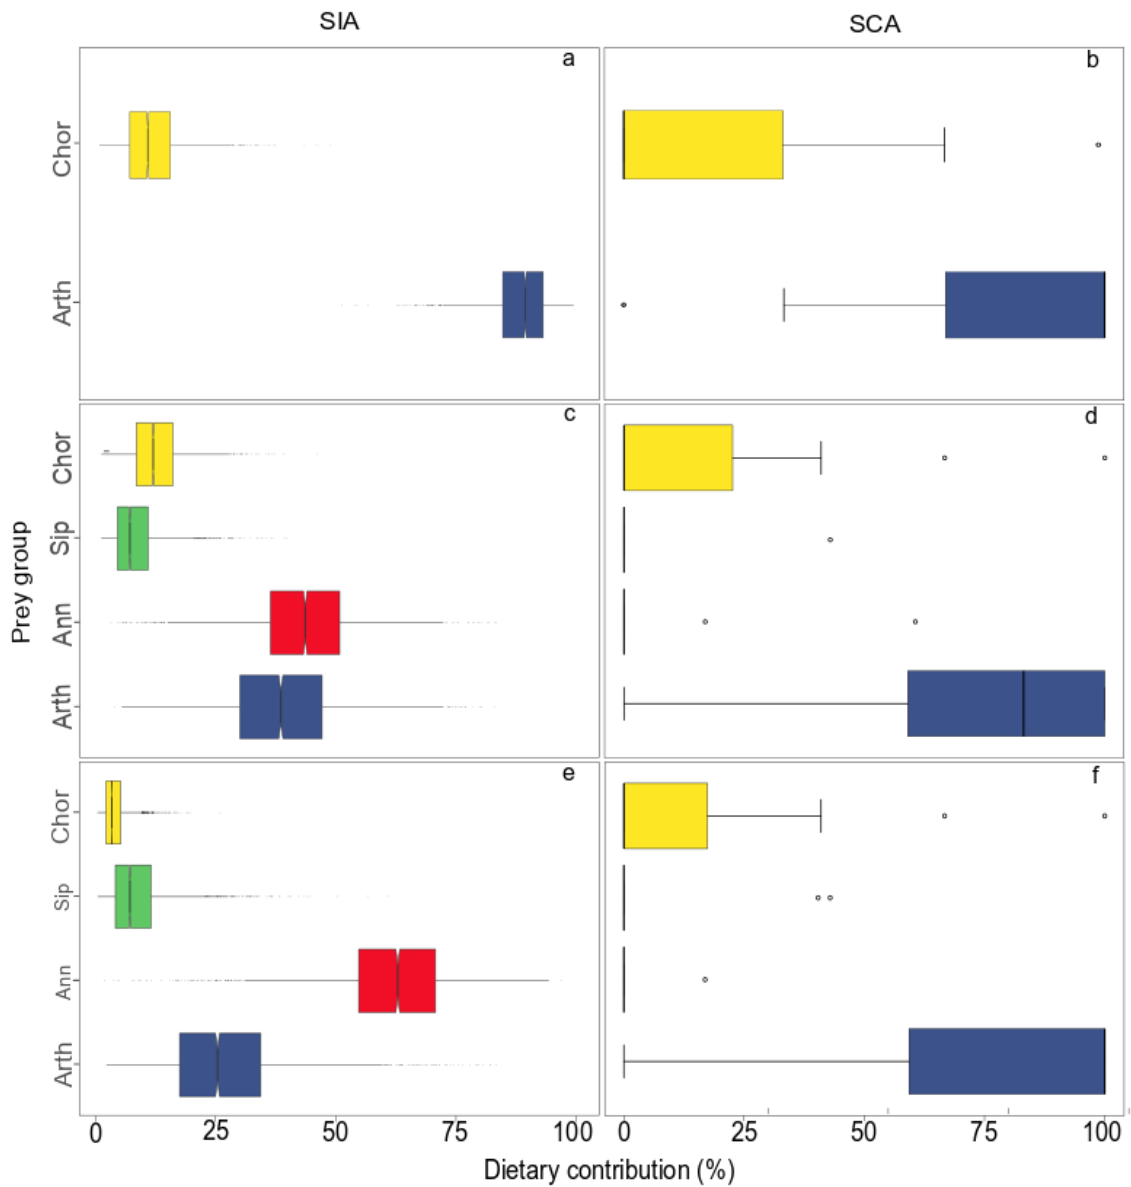 SIA
SCA
a
b
Chor
Arth
c
d
Chor
Sip
Ann
Arth
e
f
Chor
Sip
Ann
Arth
Prey group
0 25 50 75 100
0 25 50 75 100
Dietary contribution (%)